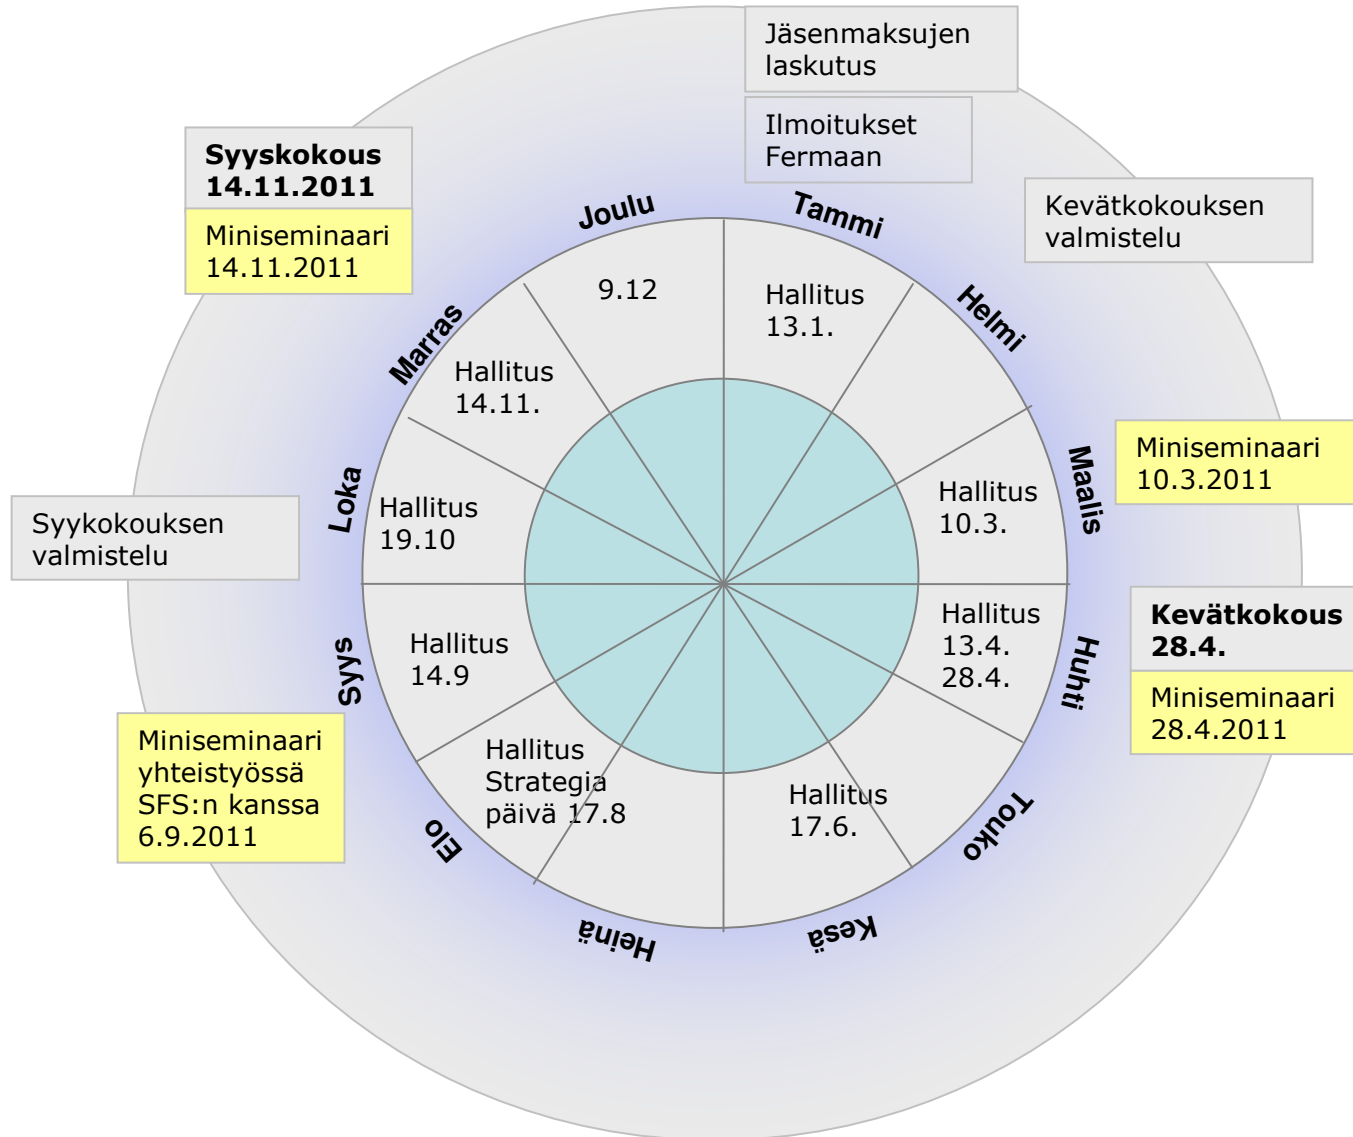 Jäsenmaksujen
laskutus
Ilmoitukset
Fermaan
Syyskokous
14.11.2011
Miniseminaari
14.11.2011
Kevätkokouksen
valmistelu
Joulu
Tammi
Helmi
Marras
Maalis
Loka
Huhti
Syys
Touko
Elo
Kesä
Heinä
9.12
Hallitus
13.1.
Hallitus
14.11.
Hallitus
10.3.
Hallitus
19.10
Hallitus
13.4.
28.4.
Hallitus
14.9
Hallitus
Strategia
päivä 17.8
Hallitus
17.6.
Miniseminaari
10.3.2011
Syykokouksen
valmistelu
Kevätkokous
28.4.
Miniseminaari
28.4.2011
Miniseminaari
yhteistyössä
SFS:n kanssa
6.9.2011